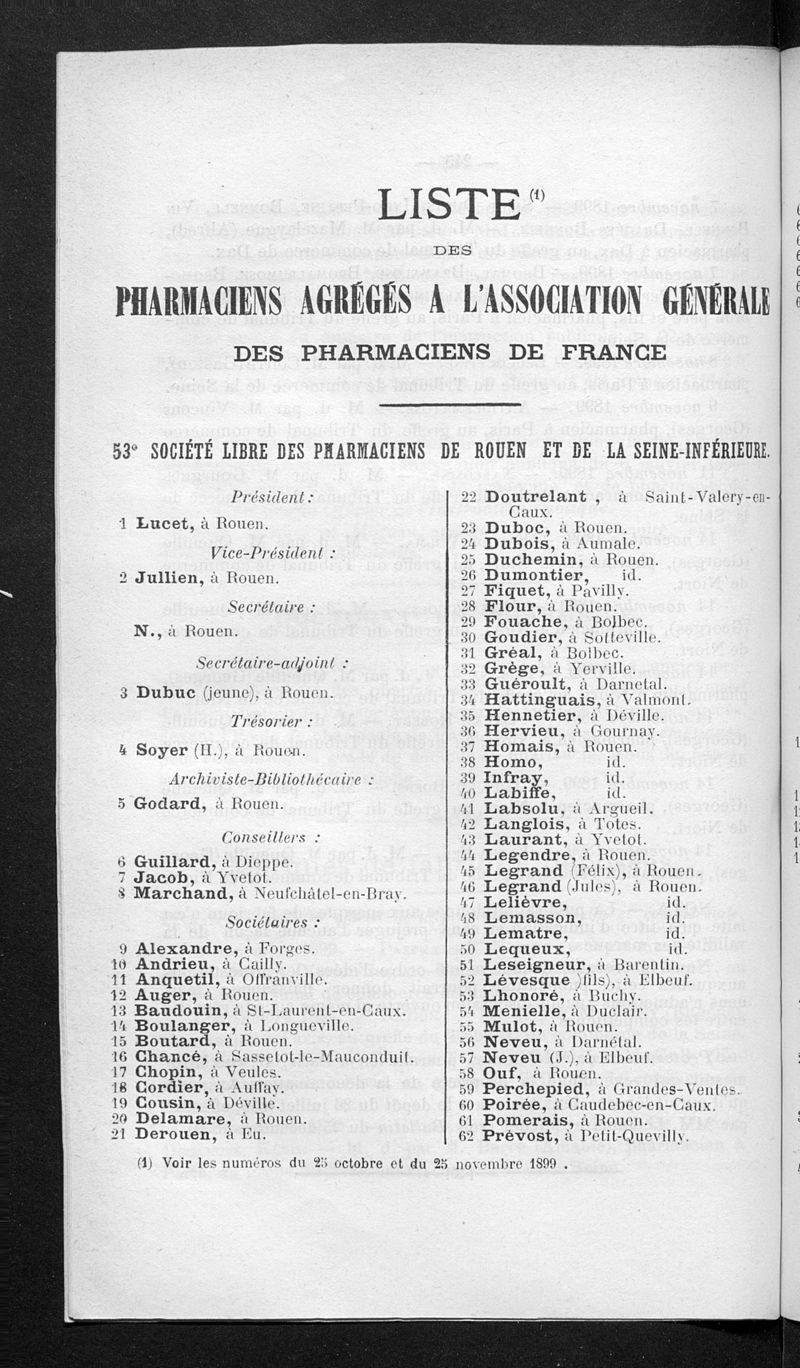 LISTE (1)
DES
PHARMACIENS AGRÉGÉS A L'ASSOCIATION GÉNÉRALE
DES PHARMACIENS DE FRANCE
53e SOCIÉTÉ LIBRE DES PHARMACIENS DE ROUEN ET DE LA SEINE-INFÉRIEURE.
Président :
1 Lucet, à Rouen.
Vice-Président :
2 Jullien, à Rouen.
Secrétaire :
N., à Rouen.
Secrétaire-adjoint :
3 Dubuc (jeune), à Rouen.
Trésorier :
4 Soyer (H.), à Rouen.
Archiviste-Bibliothécaire :
5 Godard, à Rouen.
Conseillers :
6 Guillard, à Dieppe.
7 Jacob, à Yvetot.
8 Marchand, à Neufchâtel-en-Bray.
Sociétaires :
9 Alexandre, à Forges.
10 Andrieu, à Cailly.
11 Anquetil, à Offranville.
12 Auger, à Rouen.
13 Baudouin, à St-Laurent-en-Caux.
14 Boulanger, à Longueville.
15 Boutard, à Rouen.
16 Chancé, à Sassetot-le-Mauconduit.
17 Chopin, à Veules.
18 Cordier, à Auffay.
19 Cousin, à Déville.
20 Delamare, à Rouen.
21 Derouen, à Eu.
22 Doutrelant , à Saint-Valery-en-
Caux.
23 Duboc, à Rouen.
24 Dubois, à Aumale.
25 Duchemin, à Rouen.
26 Dumontier, id.
27 Fiquet, à Pavilly.
28 Flour, à Rouen.
29 Fouache, à Bolbec.
30 Goudier, à Sotteville.
31 Gréal, à Bolbec.
32 Grège, à Yerville.
33 Guéroult, à Darnetal.
34 Hattinguais, à Valmont.
35 Hennetier, à Déville.
36 Hervieu, à Gournay.
37 Homais, à Rouen.
38 Homo, id.
39 Infray, id.
40 Labiffe, id.
41 Labsolu, à Argueil.
42 Langlois, à Totes.
43 Laurant, à Yvetot.
44 Legendre, à Rouen.
45 Legrand (Félix), à Rouen.
46 Legrand (Jules), à Rouen.
47 Lelièvre, id.
48 Lemasson, id.
49 Lematre, id.
50 Lequeux, id.
51 Leseigneur, à Barentin.
52 Lévesque )fils), à Elbeuf.
53 Lhonoré, à Buchy.
54 Menielle, à Duclair.
55 Mulot, à Rouen.
56 Neveu, à Darnétal.
57 Neveu (J.), à Elbeuf.
58 Ouf, à Rouen.
59 Perchepied, à Grandes-Ventes.
60 Poirée, à Caudebec-en-Caux.
61 Pomerais, à Rouen.
62 Prévost, à Petit-Quevilly.
(1) Voir les numéros du 25 octobre et du 25 novembre 1899 .